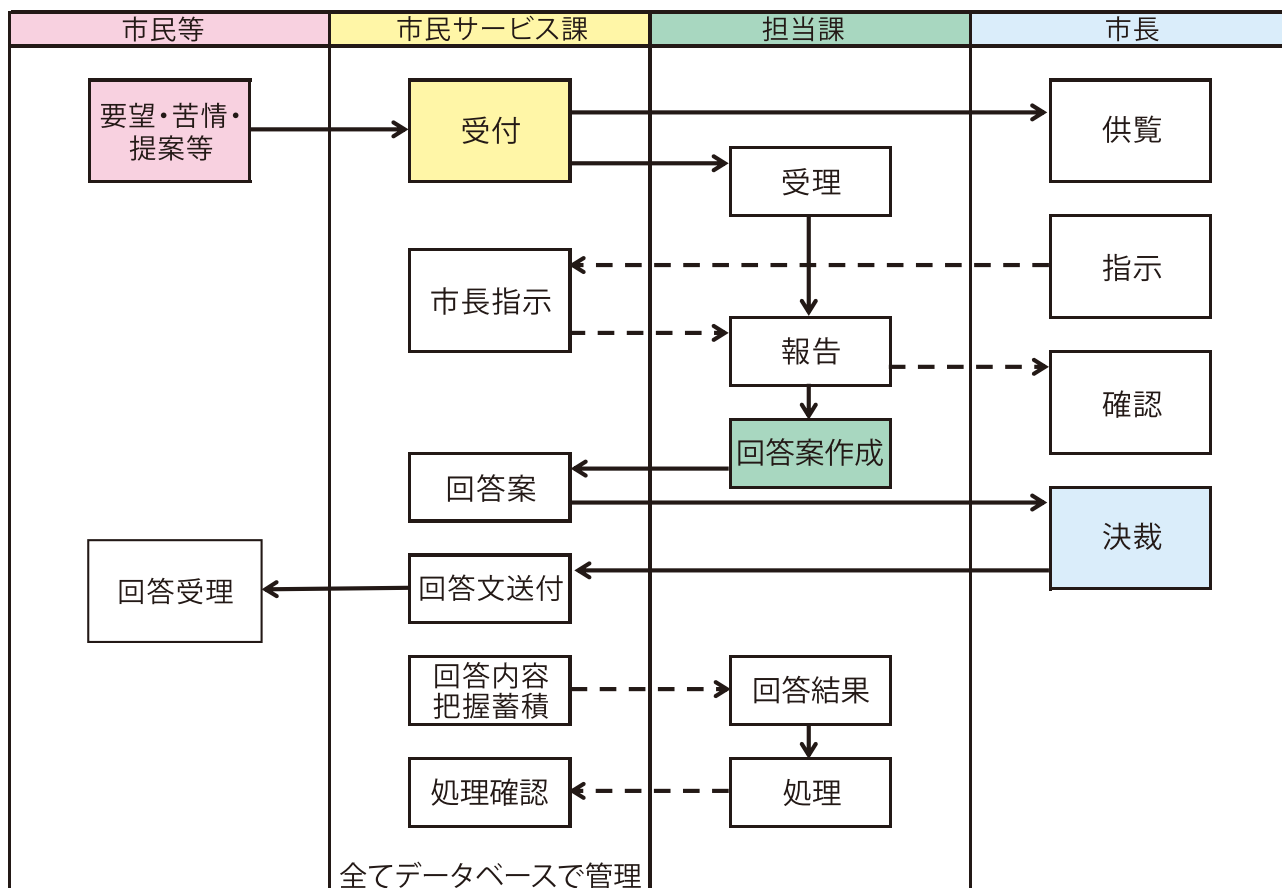 市民等
市民サービス課
担当課
市長
要望・苦情・
提案等
受付
供覧
受理
指示
市長指示
報告
確認
回答案作成
回答案
決裁
回答文送付
回答受理
回答内容
把握蓄積
回答結果
処理確認
処理
全てデータベースで管理